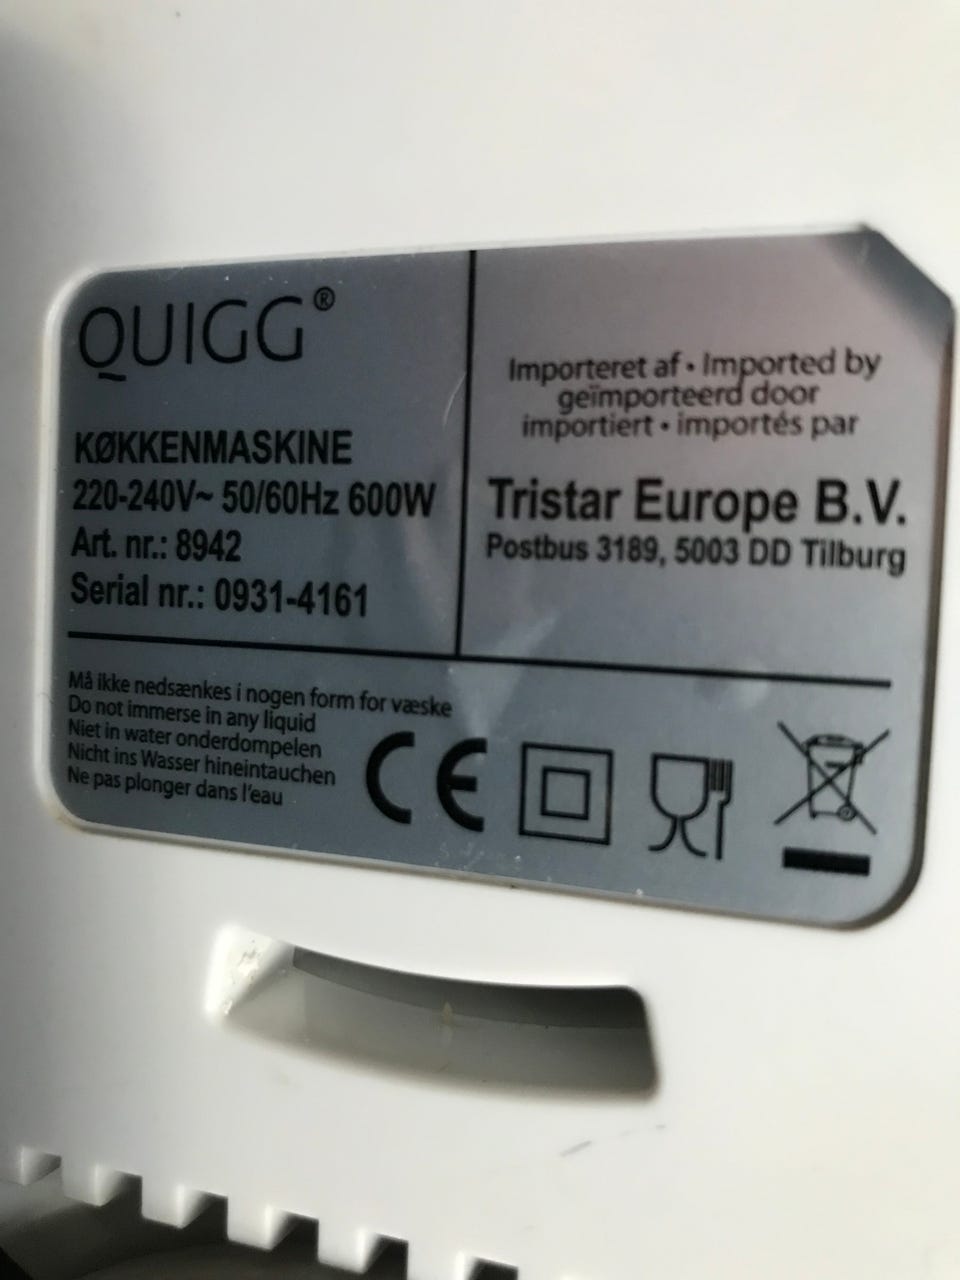 QUIGG®
KØKKENMASKINE
220-240V~ 50/60Hz 600W
Art. nr.: 8942
Serial nr.: 0931-4161
Importeret af • Imported by
geïmporteerd door
importiert • importés par
Tristar Europe B.V.
Postbus 3189, 5003 DD Tilburg
Må ikke nedsænkes i nogen form for væske
Do not immerse in any liquid
Niet in water onderdompelen
Nicht ins Wasser hineintauchen
Ne pas plonger dans l'eau
CE